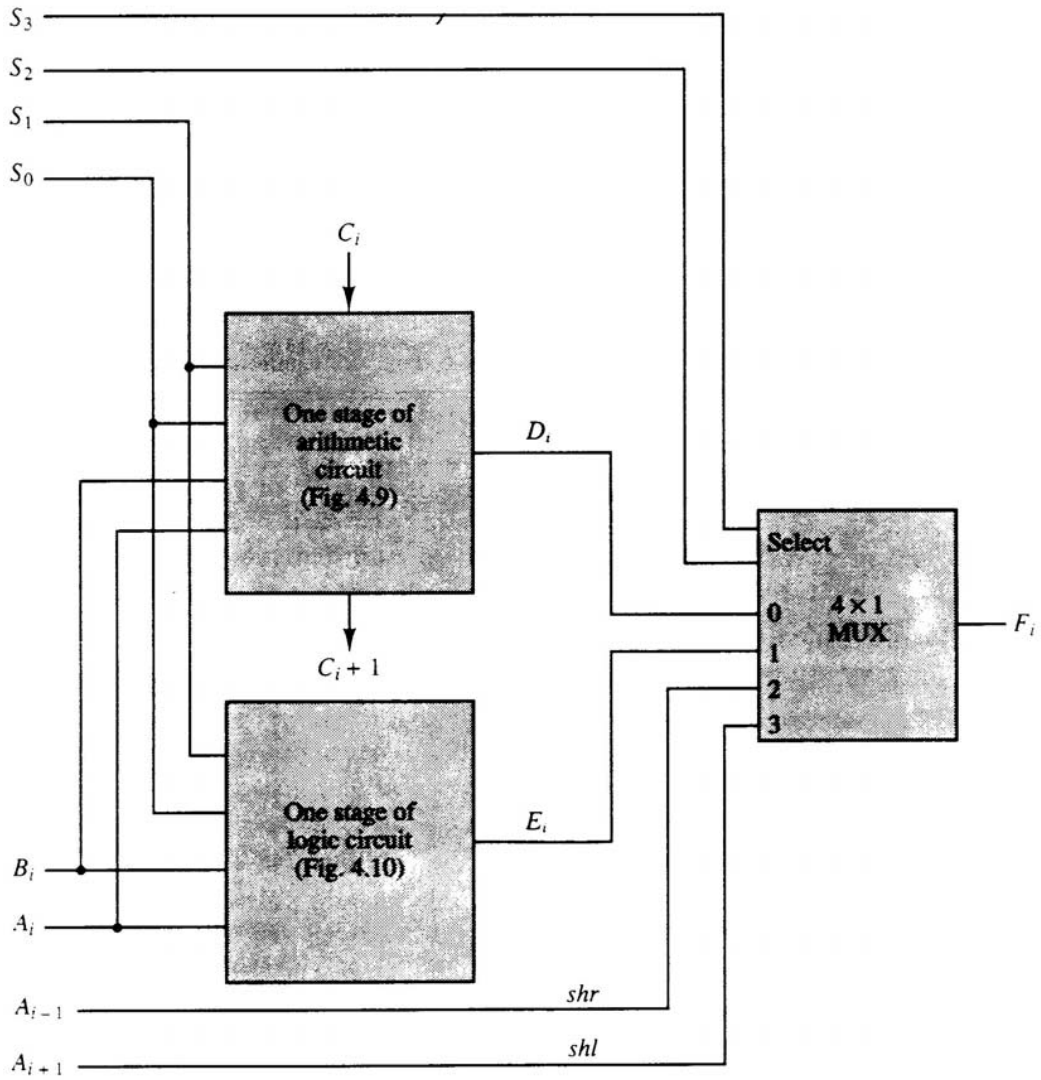 S₃
S₂
S₁
S₀
Cᵢ
One stage of
arithmetic
circuit
(Fig. 4.9)
Dᵢ
Cᵢ + 1
Select
0
1
2
3
4 × 1
MUX
Fᵢ
One stage of
logic circuit
(Fig. 4.10)
Eᵢ
Bᵢ
Aᵢ
Aᵢ₋₁
shr
Aᵢ₊₁
shl